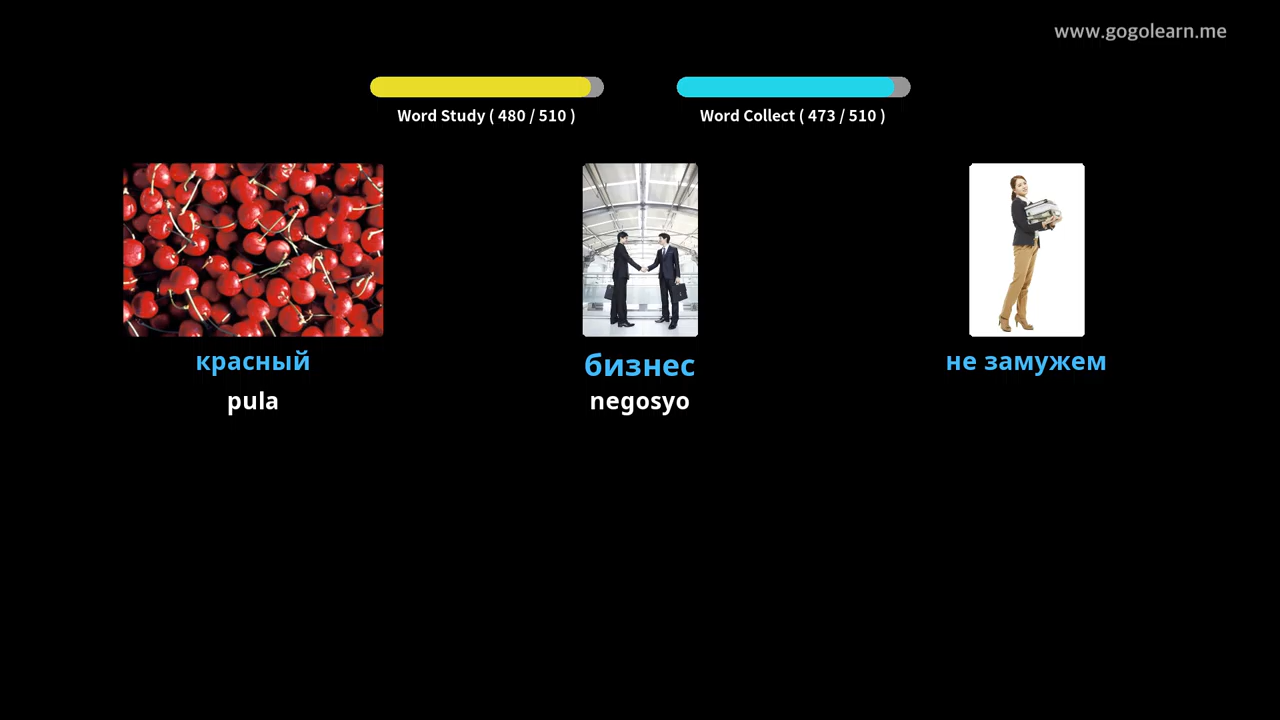 www.gogolearn.me
Word Study ( 480 / 510 )
Word Collect ( 473 / 510 )
красный
бизнес
не замужем
pula
negosyo